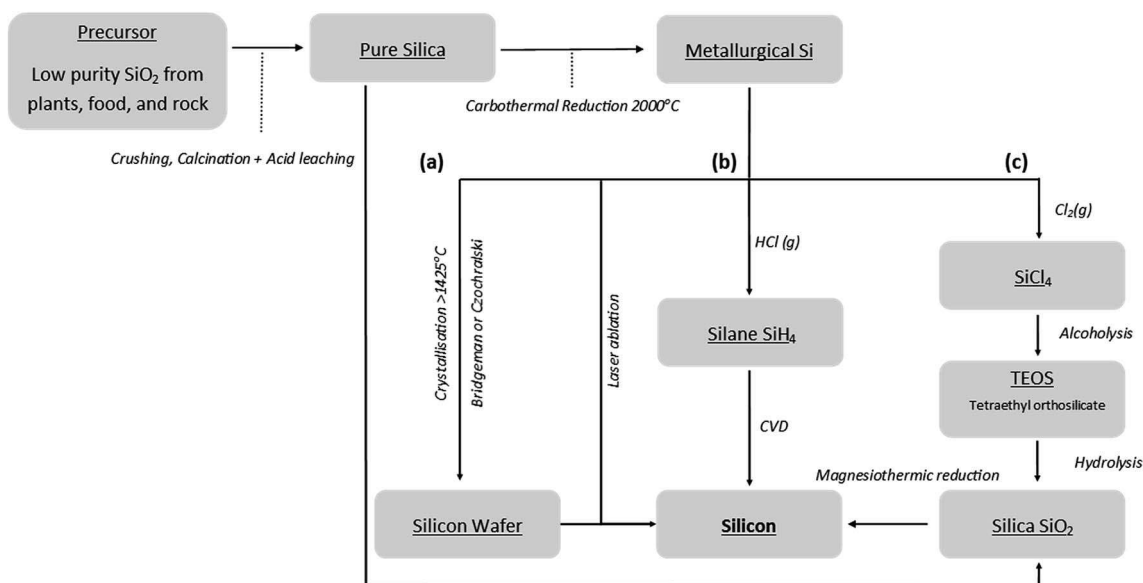 Precursor
Low purity SiO₂ from
plants, food, and rock
Pure Silica
Metallurgical Si
Carbothermal Reduction 2000°C
Crushing, Calcination + Acid leaching
(a)
(b)
(c)
Crystallisation >1425°C
Bridgeman or Czochralski
Laser ablation
HCl (g)
Cl₂(g)
SiCl₄
Silane SiH₄
Alcoholysis
TEOS
Tetraethyl orthosilicate
CVD
Hydrolysis
Magnesiothermic reduction
Silicon Wafer
Silicon
Silica SiO₂